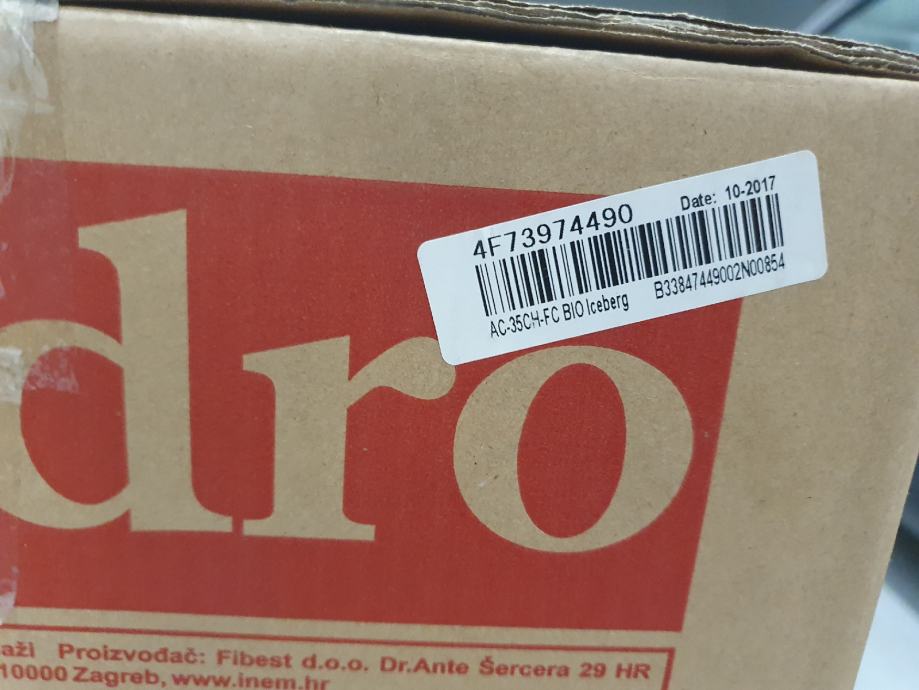 4F73974490 Date: 10-2017
AC-35CH-FC BIO Iceberg B33847449002N00854
dro
aži Proizvođač: Fibest d.o.o. Dr.Ante Šercera 29 HR
10000 Zagreb, www.inem.hr